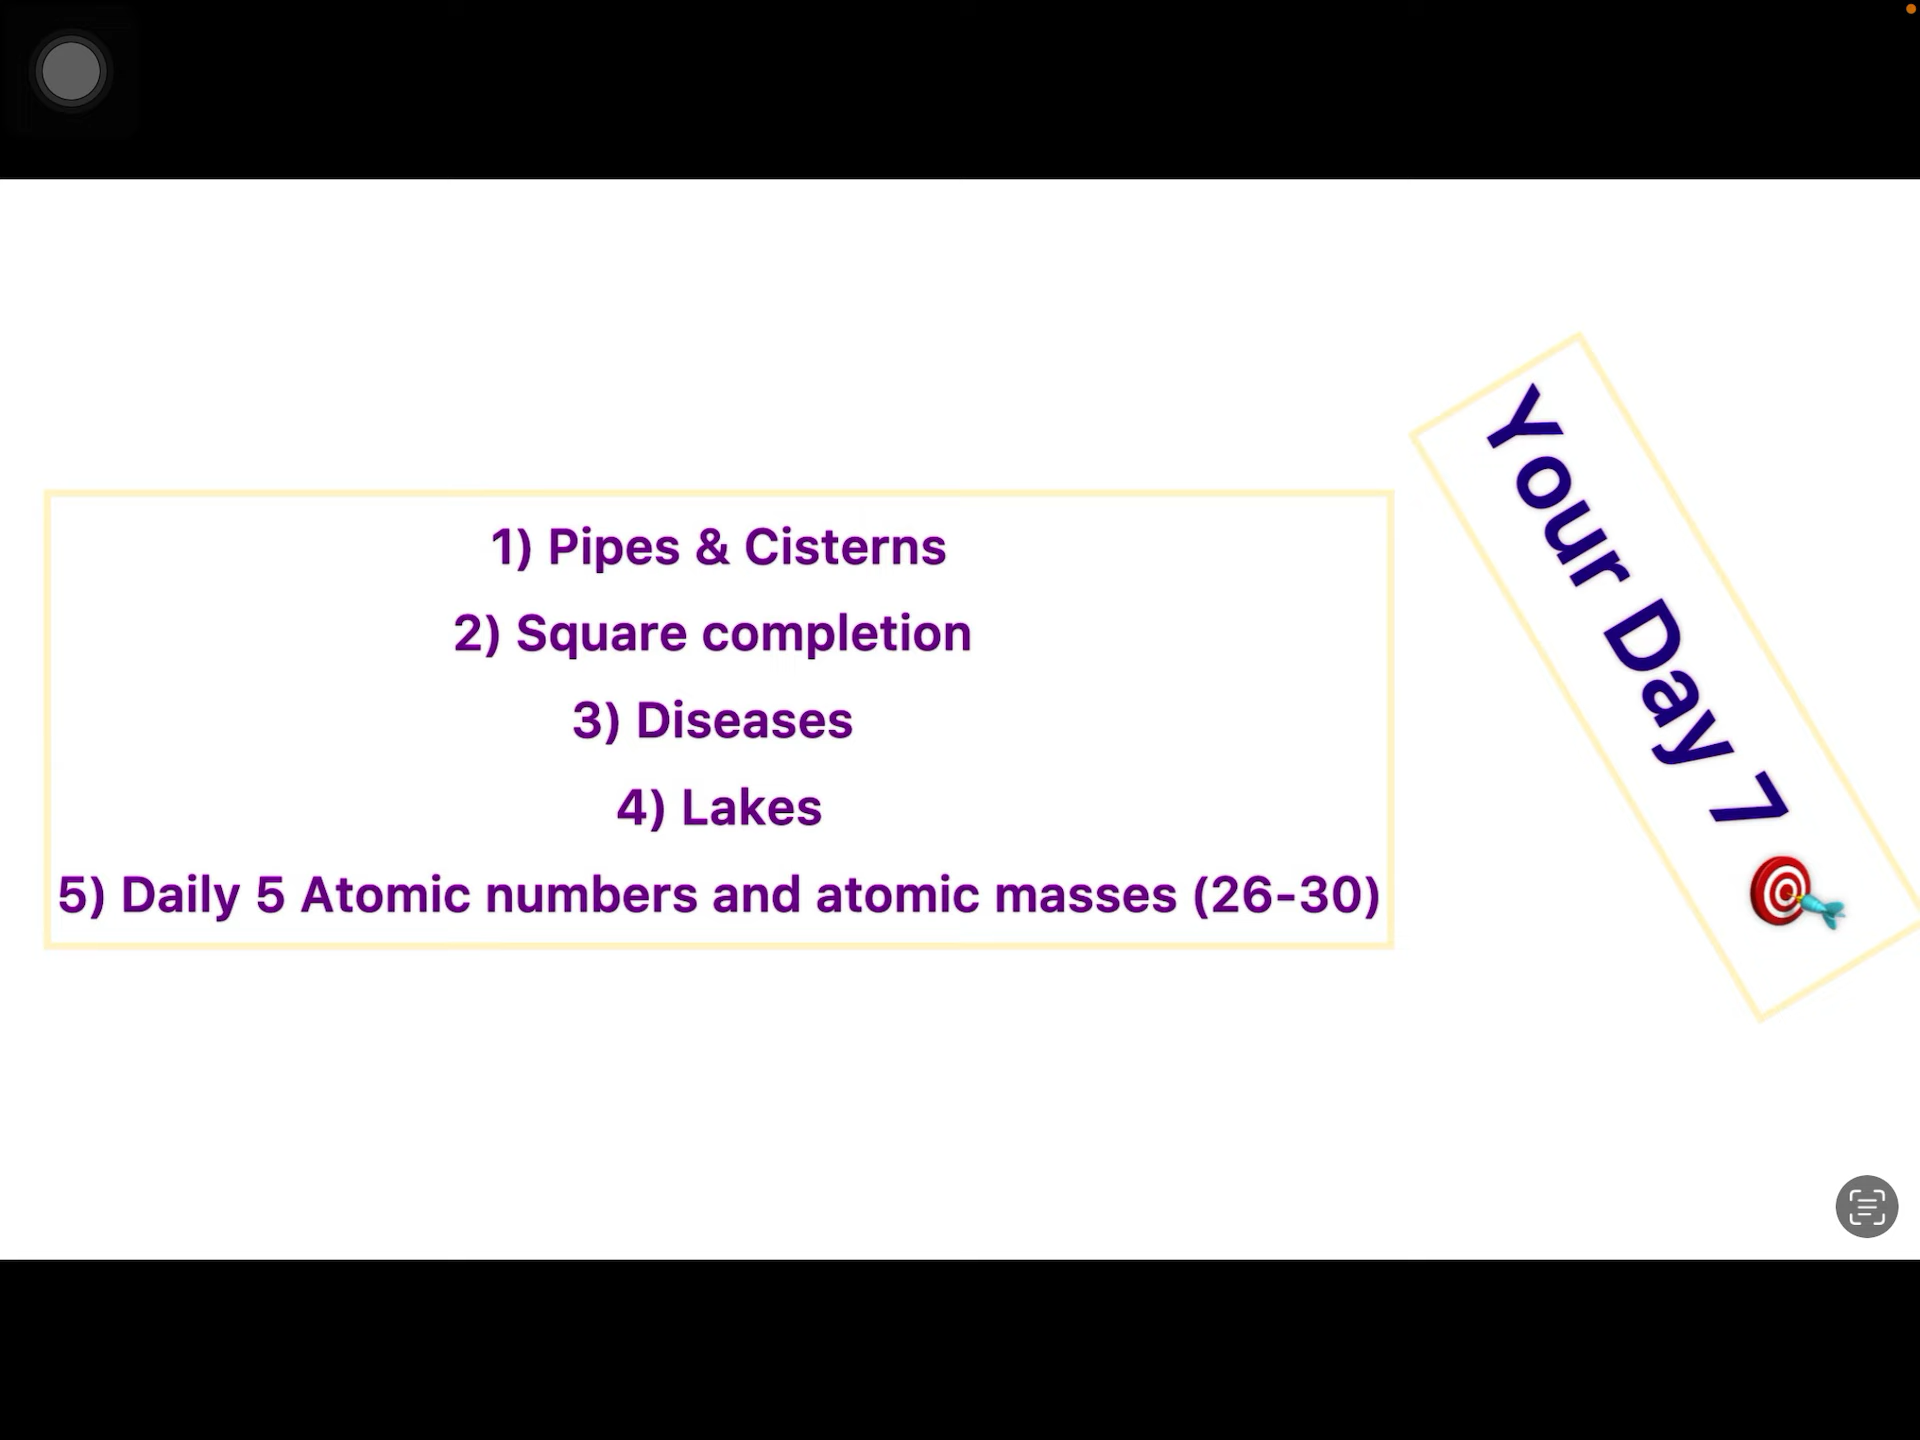 1) Pipes & Cisterns
2) Square completion
3) Diseases
4) Lakes
5) Daily 5 Atomic numbers and atomic masses (26-30)
Your Day 7 🎯